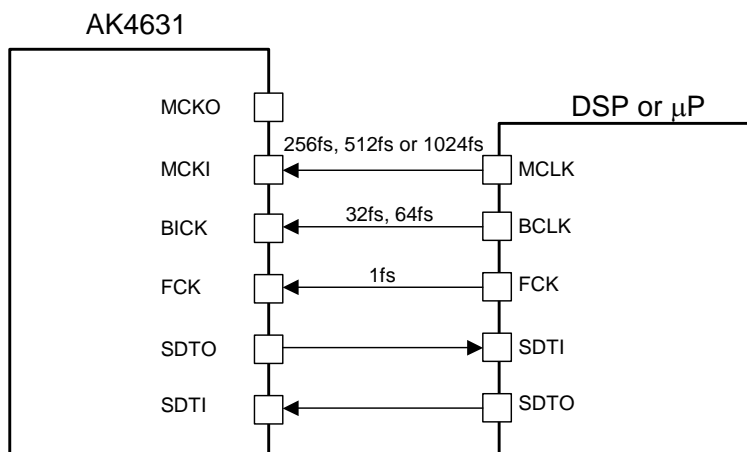 AK4631
DSP or μP
MCKO
256fs, 512fs or 1024fs
MCKI
MCLK
32fs, 64fs
BICK
BCLK
1fs
FCK
FCK
SDTO
SDTI
SDTI
SDTO